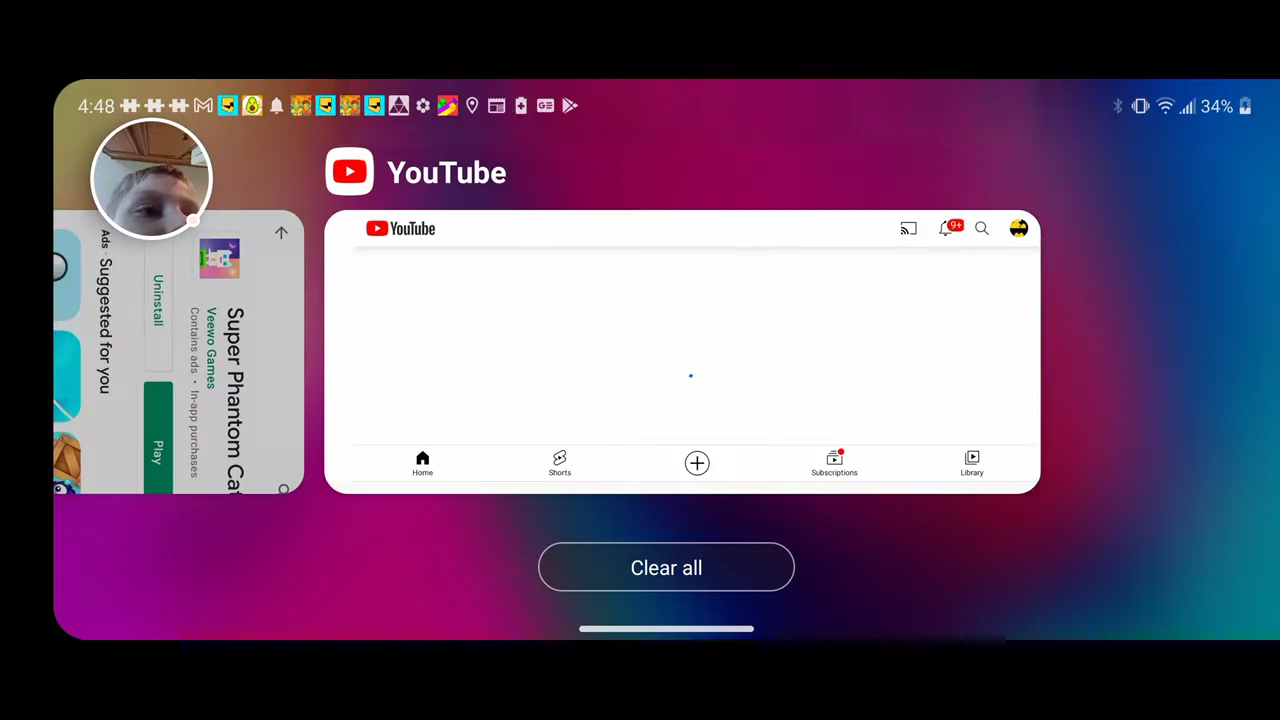 4:48
34%
YouTube
YouTube
9+
Super Phantom Cat
Veewo Games
Contains ads • In-app purchases
Uninstall
Play
Ads · Suggested for you
Home
Shorts
Subscriptions
Library
Clear all